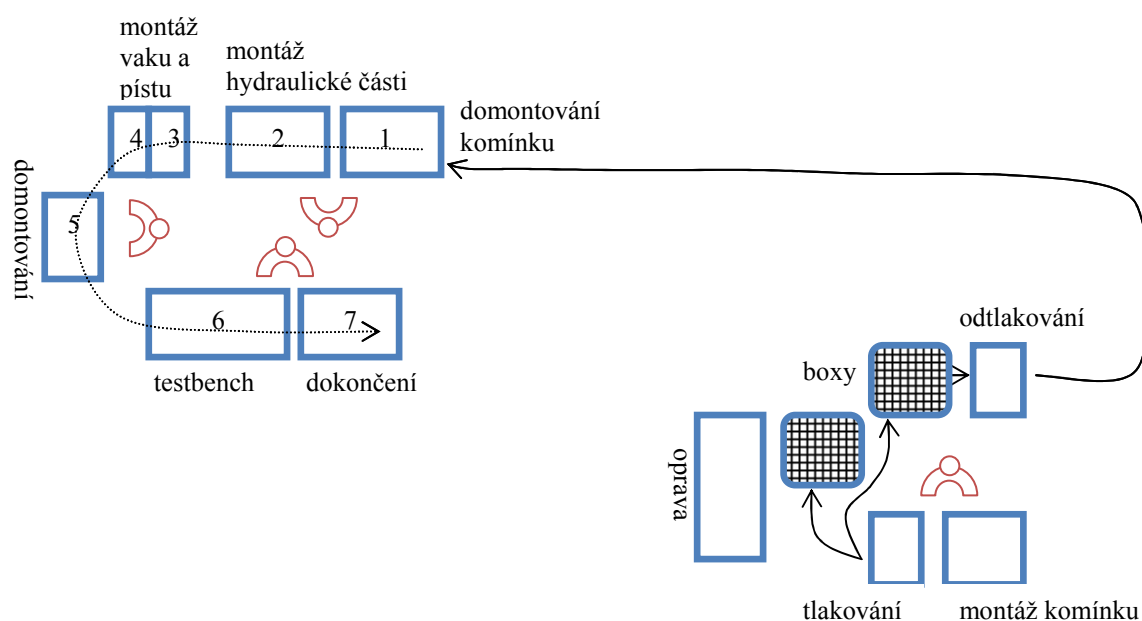 montáž
vaku a
pístu
montáž
hydraulické části
domontování
komínku
4
3
2
1
domontování
5
6
7
testbench
dokončení
odtlakování
boxy
oprava
tlakování
montáž komínku